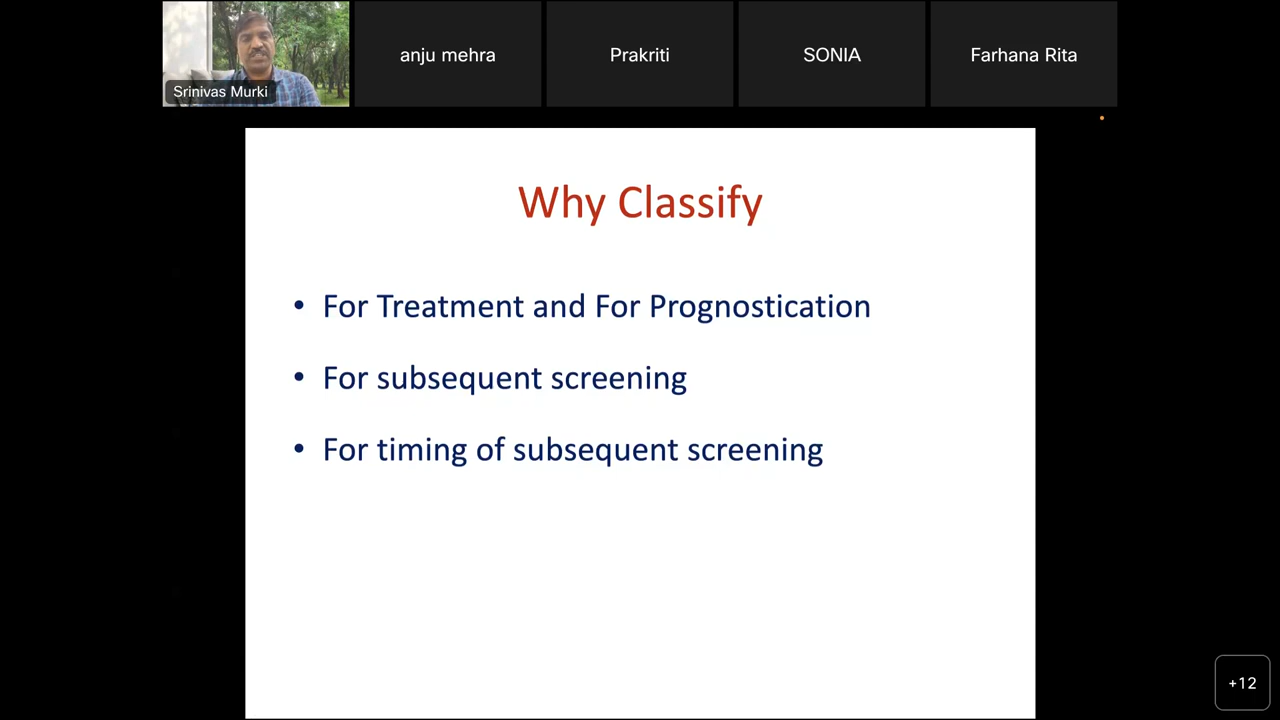 Srinivas Murki
anju mehra
Prakriti
SONIA
Farhana Rita
Why Classify
• For Treatment and For Prognostication
• For subsequent screening
• For timing of subsequent screening
+12